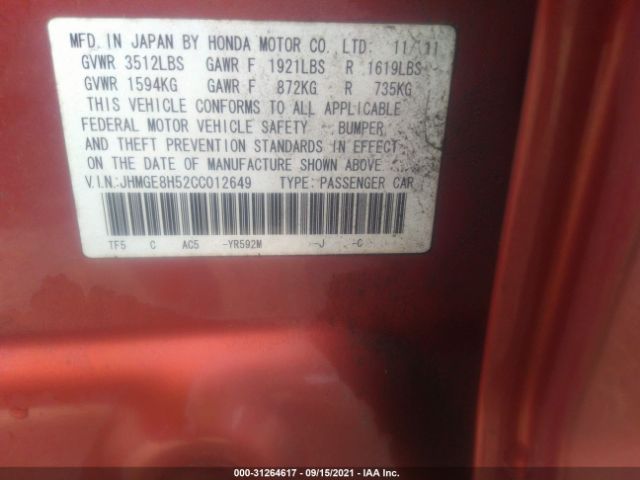 MFD. IN JAPAN BY HONDA MOTOR CO. LTD. 11/11
GVWR 3512LBS GAWR F 1921LBS R 1619LBS
GVWR 1594KG GAWR F 872KG R 735KG
THIS VEHICLE CONFORMS TO ALL APPLICABLE
FEDERAL MOTOR VEHICLE SAFETY BUMPER,
AND THEFT PREVENTION STANDARDS IN EFFECT
ON THE DATE OF MANUFACTURE SHOWN ABOVE.
V.I.N.:JHMGE8H52CC012649 TYPE: PASSENGER CAR
TF5 C AC5 -YR592M -J -C
000-31264617 - 09/15/2021 - IAA Inc.